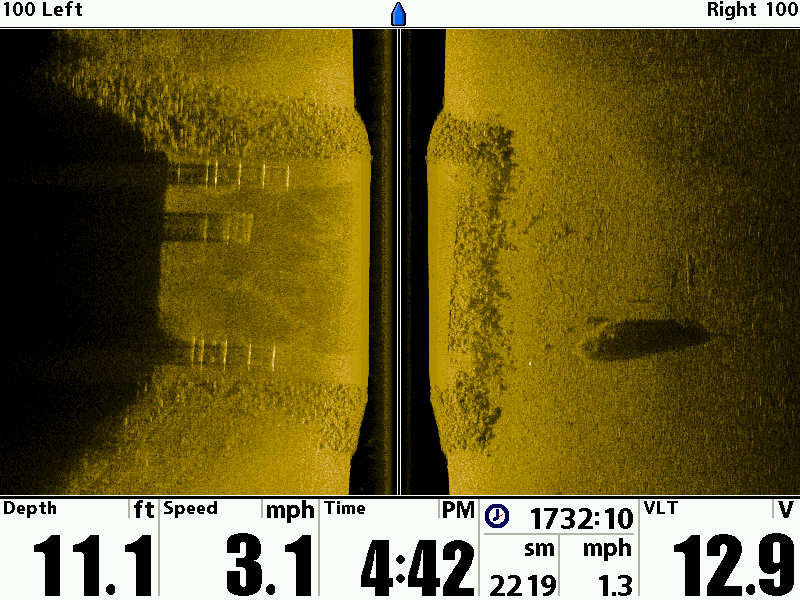 100 Left Right 100
Depth ft Speed mph Time PM 1732:10 VLT V
sm mph
11.1 3.1 4:42 2219 1.3 12.9